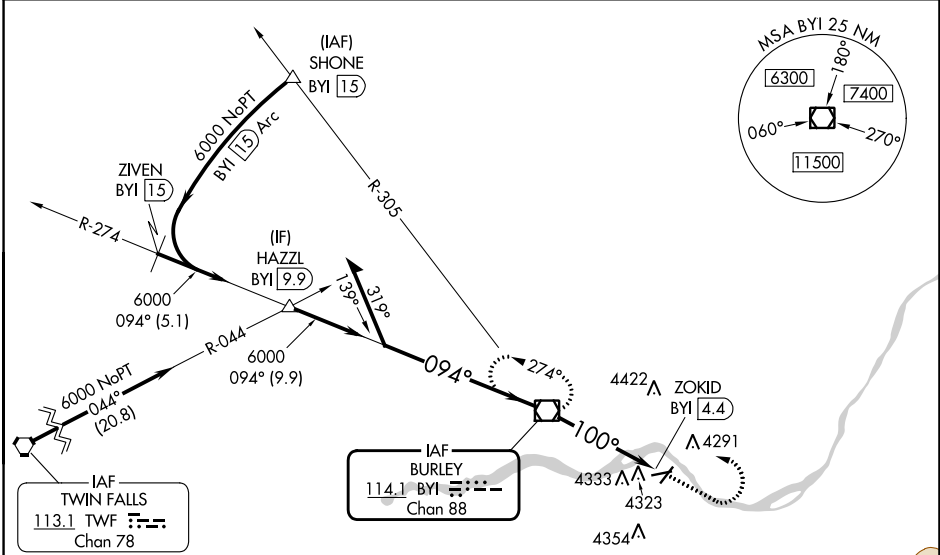 (IAF)
SHONE
BYI 15
6000 NoPT
BYI 15 Arc
ZIVEN
BYI 15
R-274
R-305
(IF)
HAZZL
BYI 9.9
6000
094° (5.1)
139°
319°
R-044
6000
094° (9.9)
6000 NoPT
044°
(20.8)
094°
274°
100°
4422
ZOKID
BYI 4.4
4291
4333
4323
4354
IAF
TWIN FALLS
113.1 TWF
Chan 78
IAF
BURLEY
114.1 BYI
Chan 88
MSA BYI 25 NM
180°
6300
7400
060°
270°
11500